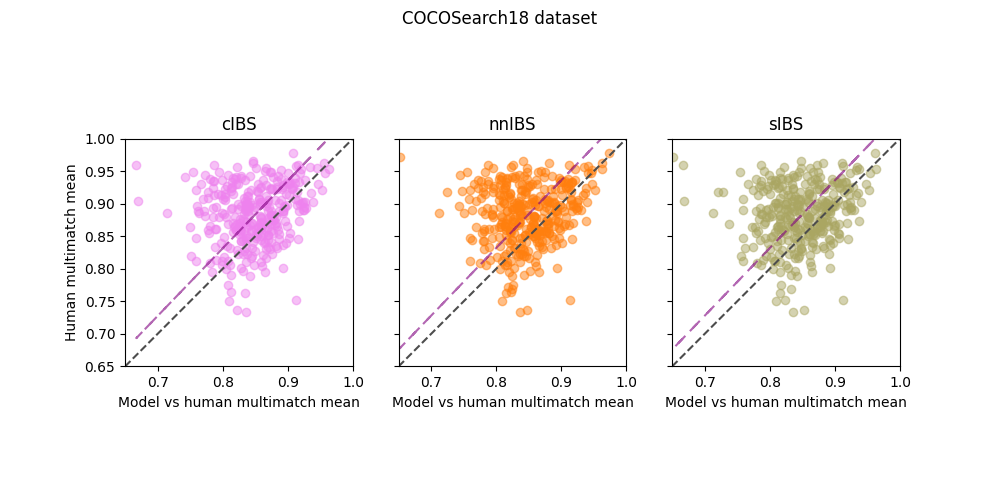 COCOSearch18 dataset
cIBS
nnIBS
sIBS
1.00
0.95
0.90
0.85
0.80
0.75
0.70
0.65
Human multimatch mean
0.7 0.8 0.9 1.0
0.7 0.8 0.9 1.0
0.7 0.8 0.9 1.0
Model vs human multimatch mean
Model vs human multimatch mean
Model vs human multimatch mean